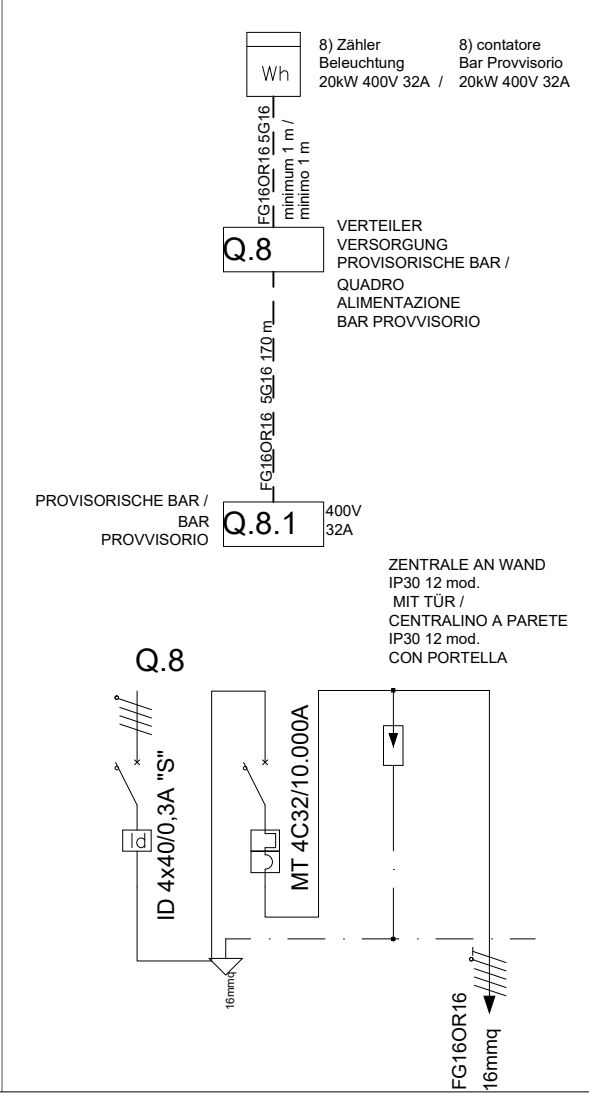 8) Zähler
Beleuchtung
20kW 400V 32A /
8) contatore
Bar Provvisorio
20kW 400V 32A
Wh
FG16OR16 5G16
minimum 1 m /
minimo 1 m
Q.8
VERTEILER
VERSORGUNG
PROVISORISCHE BAR /
QUADRO
ALIMENTAZIONE
BAR PROVVISORIO
FG16OR16 5G16 170 m
PROVISORISCHE BAR /
BAR
PROVVISORIO
Q.8.1
400V
32A
ZENTRALE AN WAND
IP30 12 mod.
MIT TÜR /
CENTRALINO A PARETE
IP30 12 mod.
CON PORTELLA
Q.8
Id
ID 4x40/0,3A "S"
MT 4C32/10.000A
16mmq
FG16OR16
16mmq